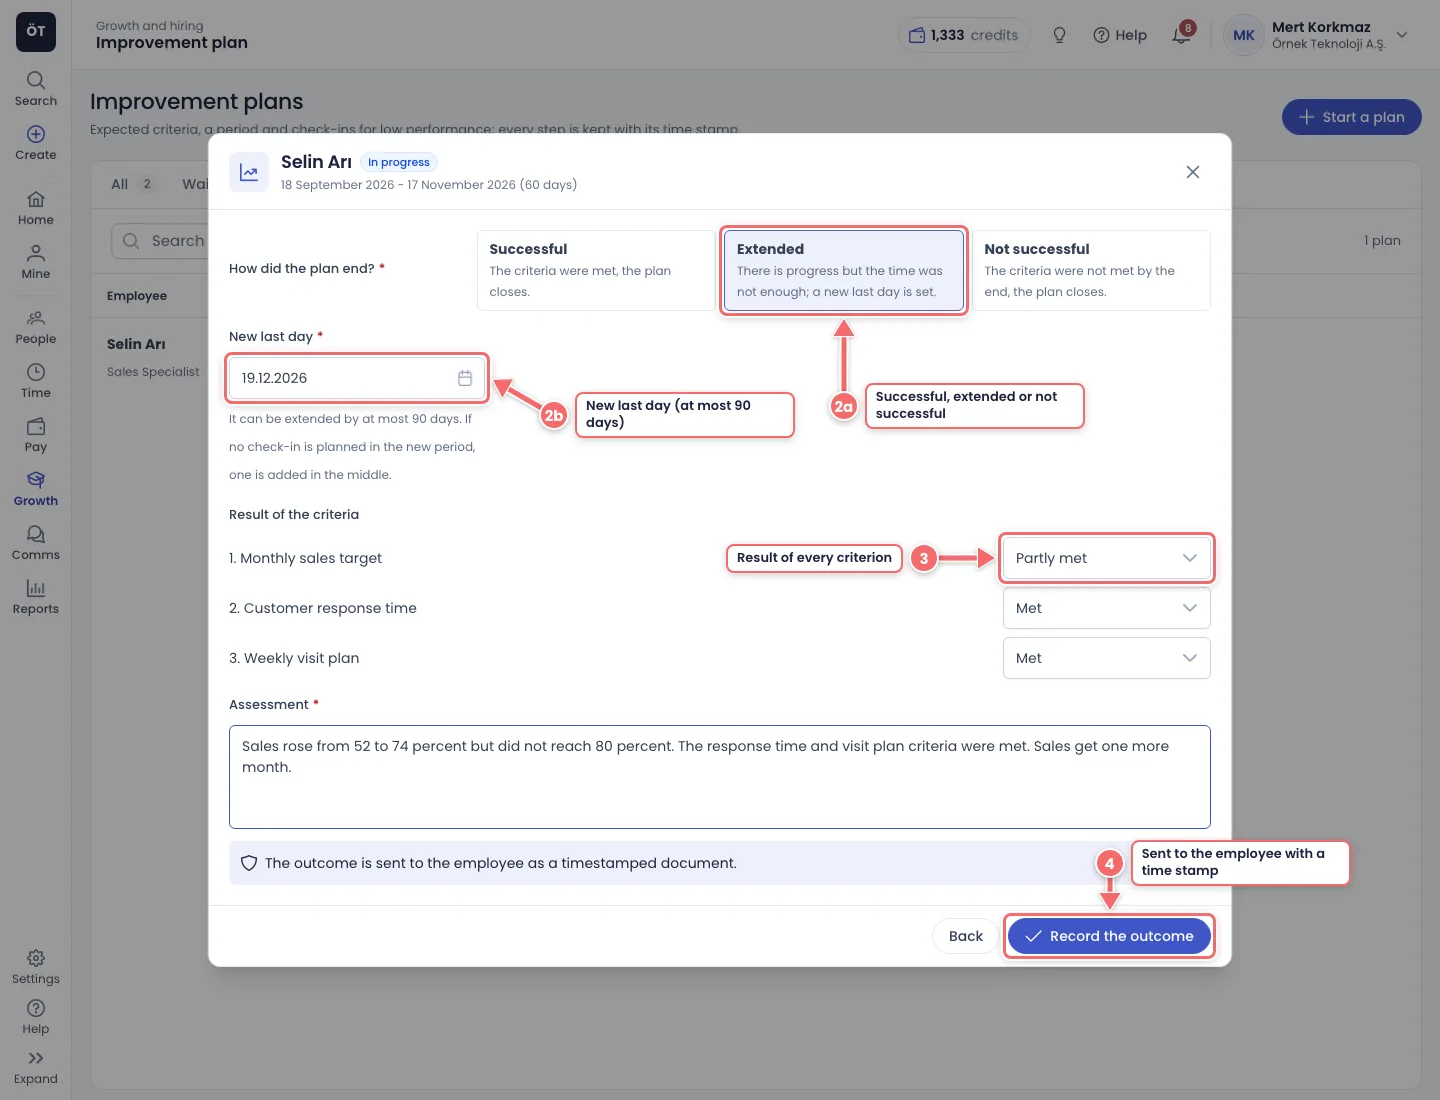 ÖT
Growth and hiring
Improvement plan
1,333 credits
Help
8
MK
Mert Korkmaz
Örnek Teknoloji A.Ş.
Search
Create
Home
Mine
People
Time
Pay
Growth
Comms
Reports
Settings
Help
Expand
Improvement plans
Expected criteria, a period and check-ins for low performance; every step is kept with its time stamp.
Start a plan
All 2
Wai
Search
1 plan
Employee
Selin Arı
Sales Specialist
Selin Arı In progress
18 September 2026 - 17 November 2026 (60 days)
How did the plan end? *
Successful
The criteria were met, the plan
closes.
Extended
There is progress but the time was
not enough; a new last day is set.
Not successful
The criteria were not met by the
end, the plan closes.
New last day *
19.12.2026
It can be extended by at most 90 days. If
no check-in is planned in the new period,
one is added in the middle.
2b
New last day (at most 90
days)
2a
Successful, extended or not
successful
Result of the criteria
1. Monthly sales target
Result of every criterion
3
Partly met
2. Customer response time
Met
3. Weekly visit plan
Met
Assessment *
Sales rose from 52 to 74 percent but did not reach 80 percent. The response time and visit plan criteria were met. Sales get one more
month.
The outcome is sent to the employee as a timestamped document.
4
Sent to the employee with a
time stamp
Back
Record the outcome